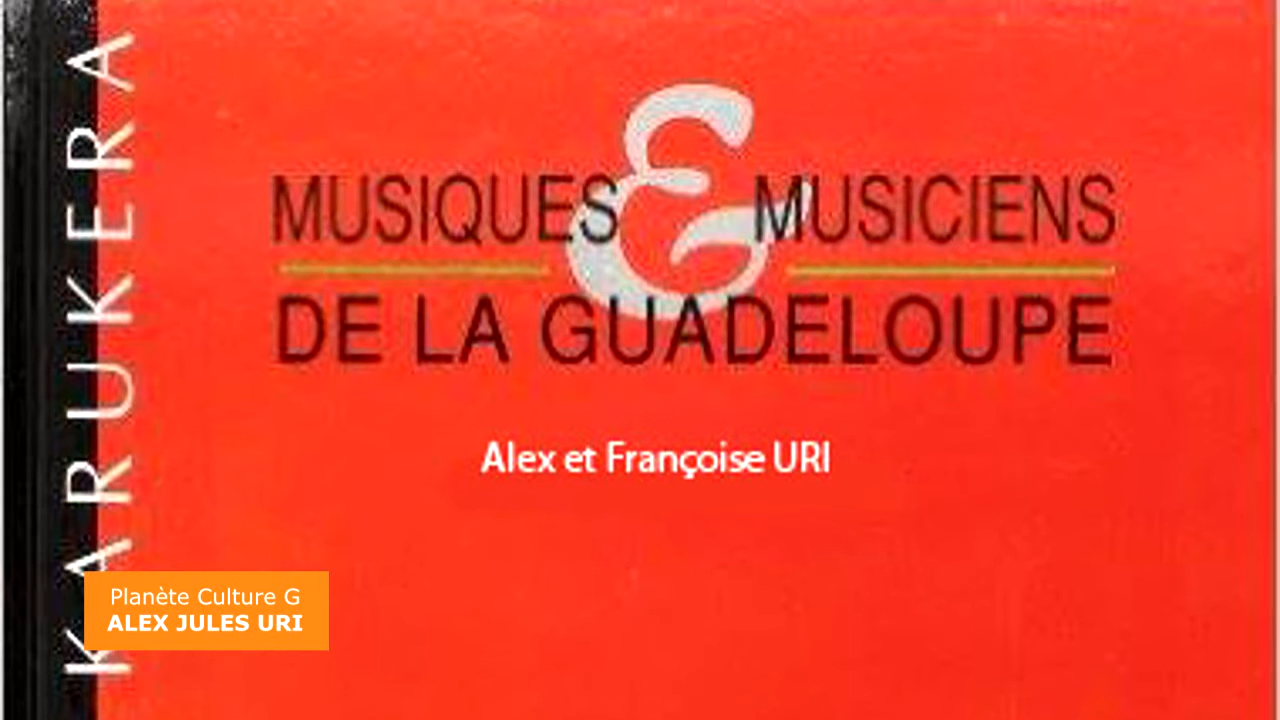 KARUKERA
MUSIQUES & MUSICIENS
DE LA GUADELOUPE
Alex et Françoise URI
Planète Culture G
ALEX JULES URI